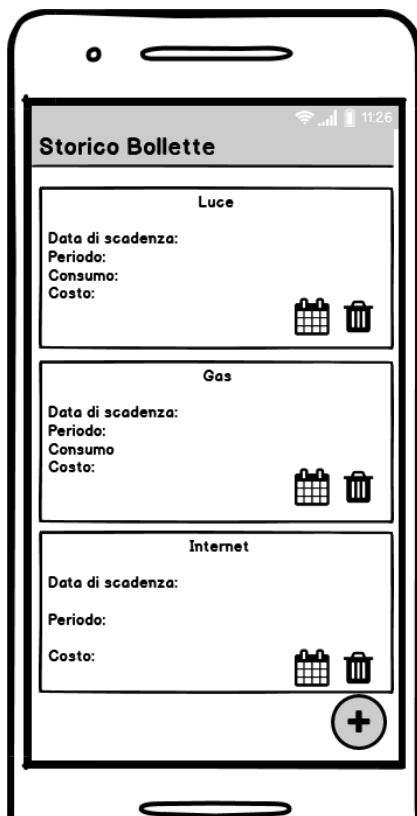 11:26
Storico Bollette
Luce
Data di scadenza:
Periodo:
Consumo:
Costo:
Gas
Data di scadenza:
Periodo:
Consumo
Costo:
Internet
Data di scadenza:
Periodo:
Costo: